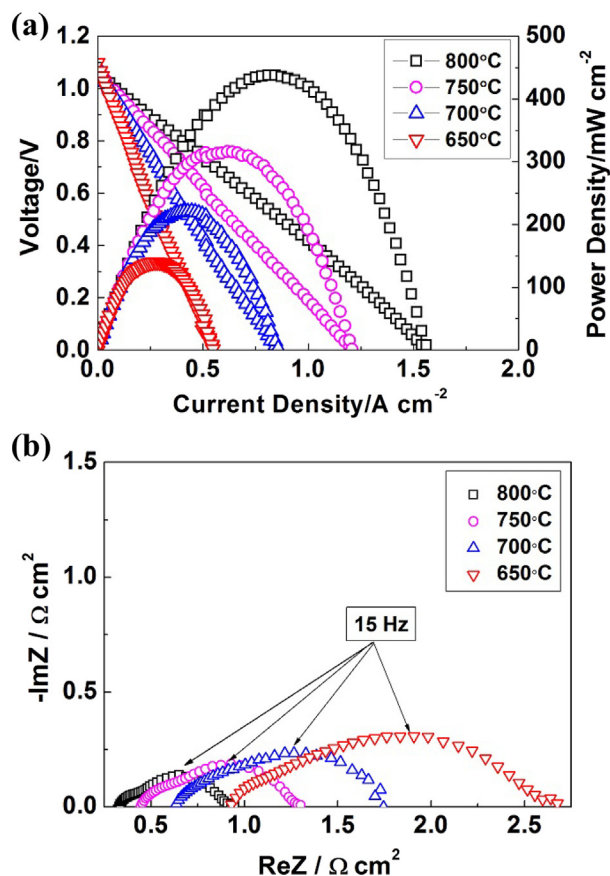 (a)
1.2
1.0
0.8
0.6
0.4
0.2
0.0
Voltage/V
500
400
300
200
100
0
Power Density/mW cm-2
800°C
750°C
700°C
650°C
0.0 0.5 1.0 1.5 2.0
Current Density/A cm-2
(b)
1.5
1.0
0.5
0.0
-ImZ / Ω cm2
800°C
750°C
700°C
650°C
15 Hz
0.5 1.0 1.5 2.0 2.5
ReZ / Ω cm2